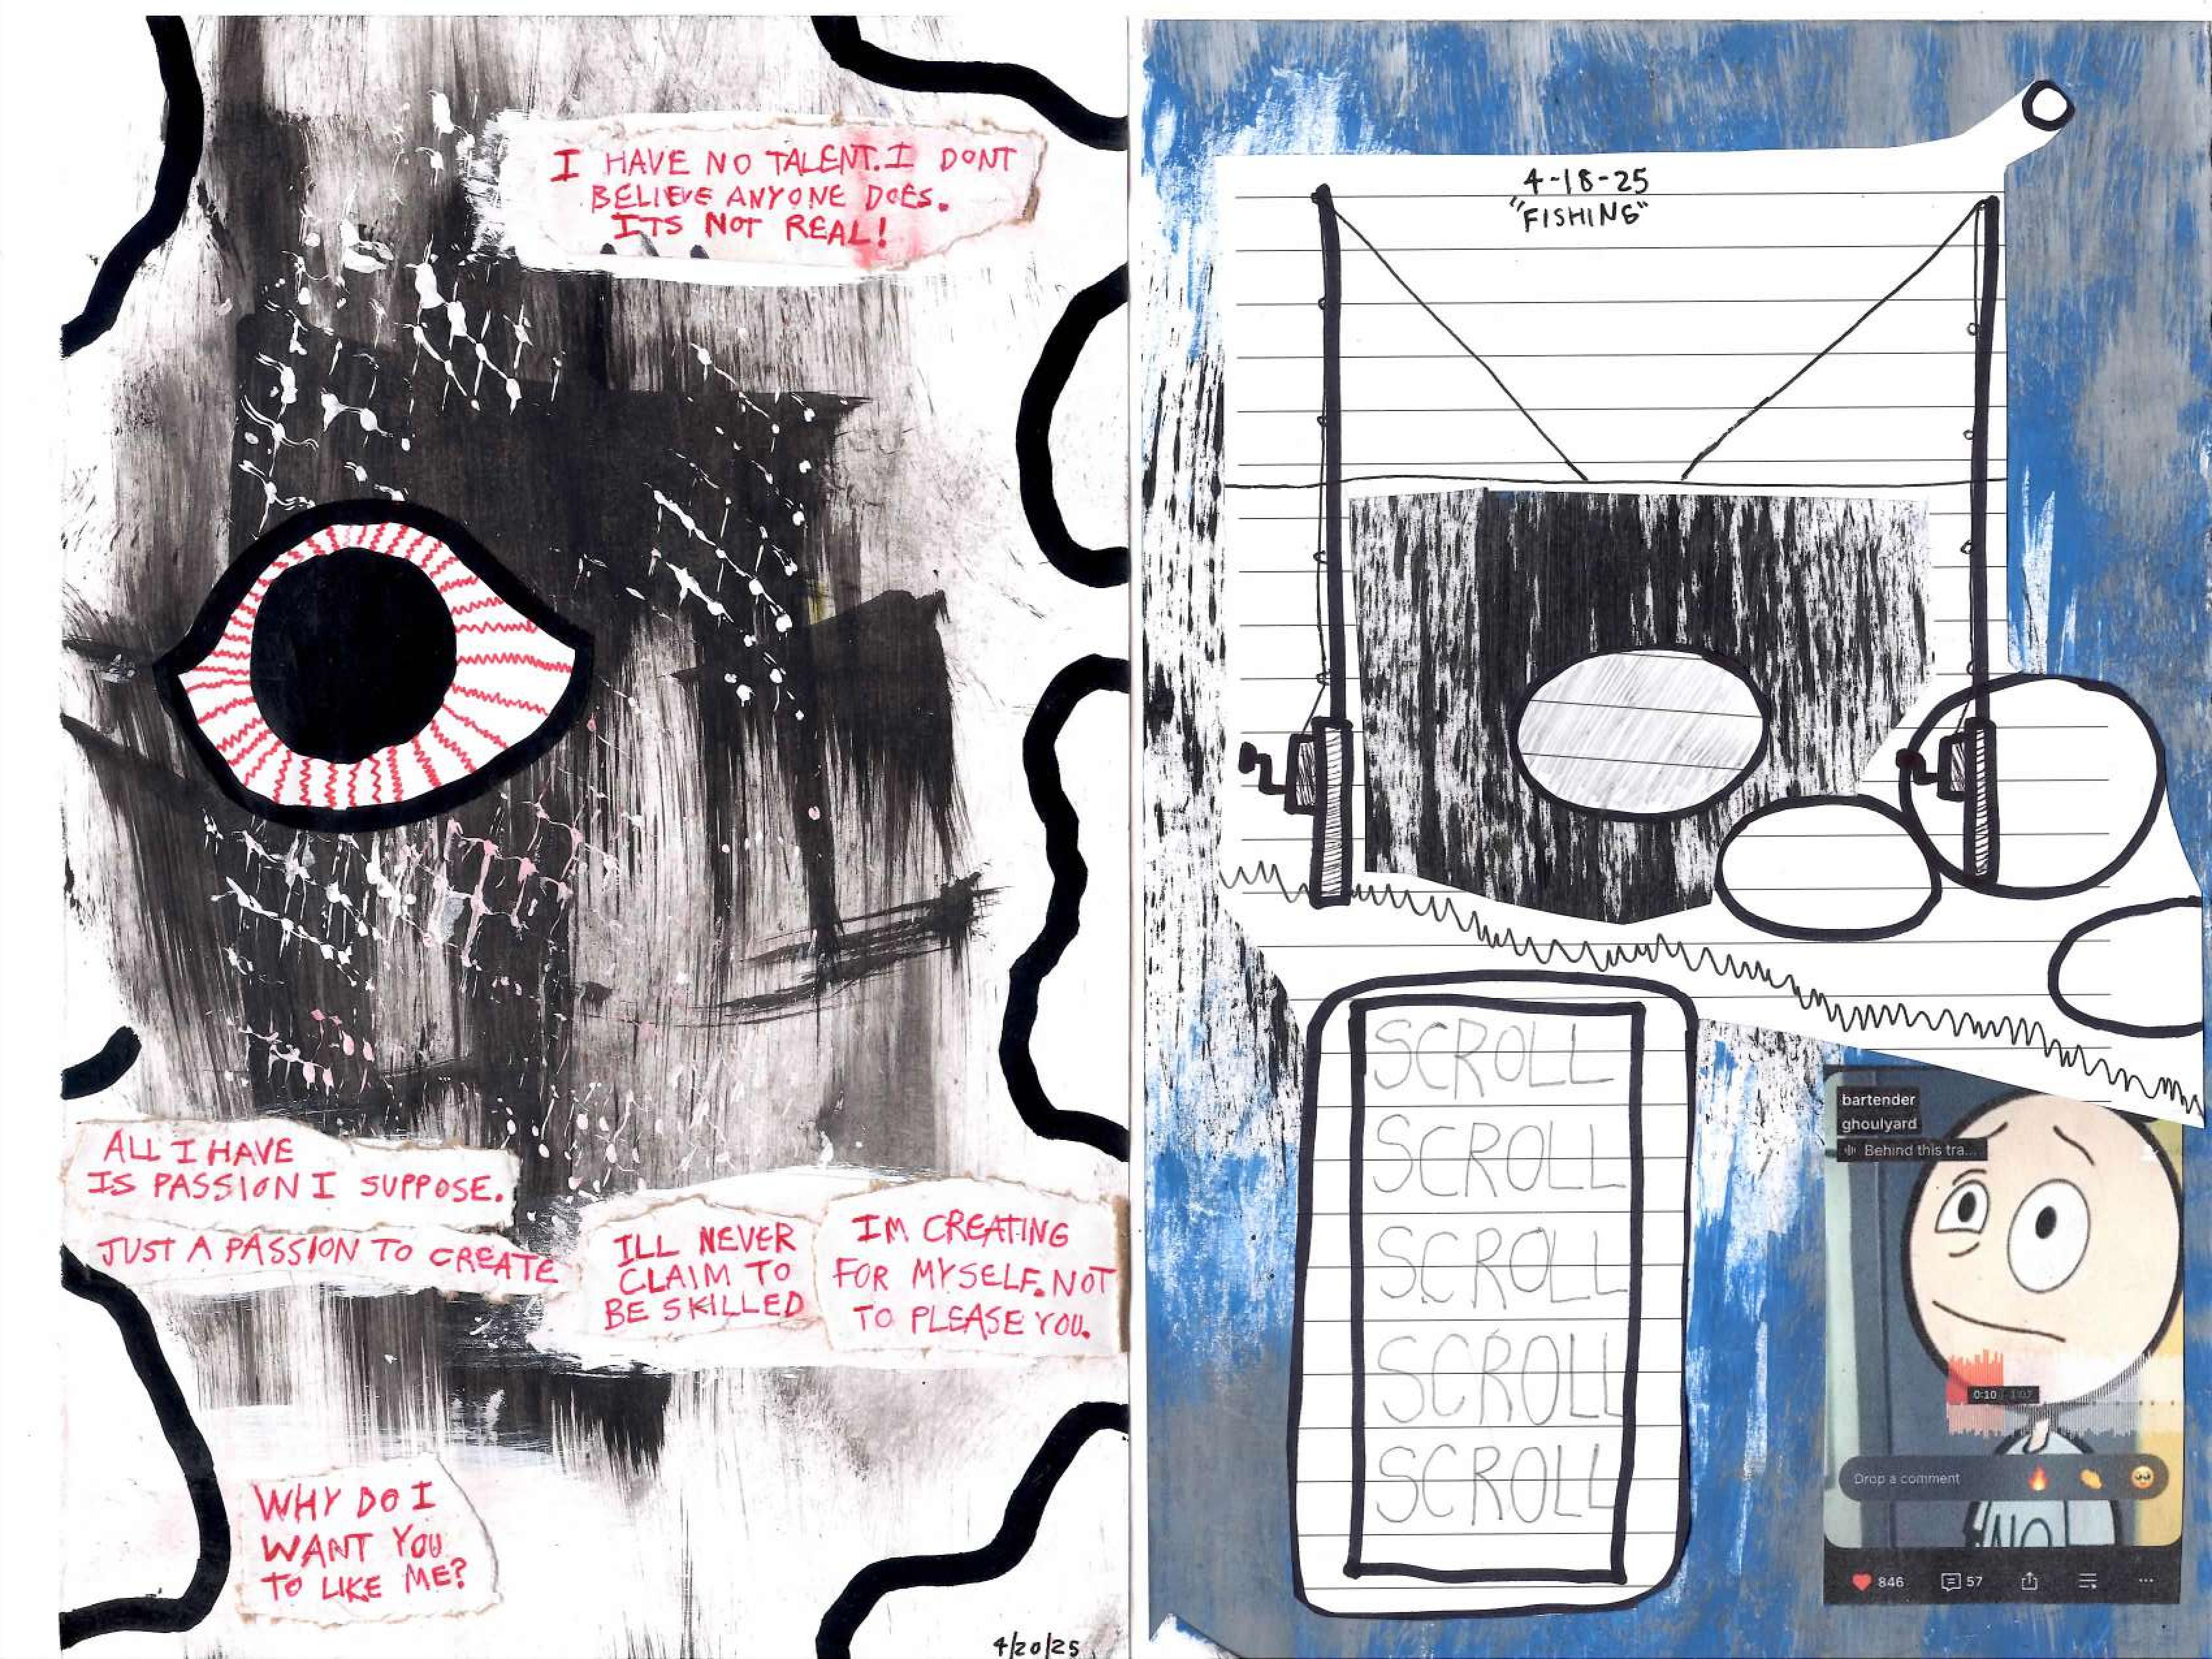 I HAVE NO TALENT. I DONT
BELIEVE ANYONE DOES.
ITS NOT REAL!
ALL I HAVE
IS PASSION I SUPPOSE.
JUST A PASSION TO CREATE
ILL NEVER
CLAIM TO
BE SKILLED
IM CREATING
FOR MYSELF. NOT
TO PLEASE YOU.
WHY DO I
WANT YOU
TO LIKE ME?
4/20/25
4-18-25
"FISHING"
SCROLL
SCROLL
SCROLL
SCROLL
SCROLL
bartender
ghoulyard
Behind this tra...
0:10
Drop a comment
NO
846
57